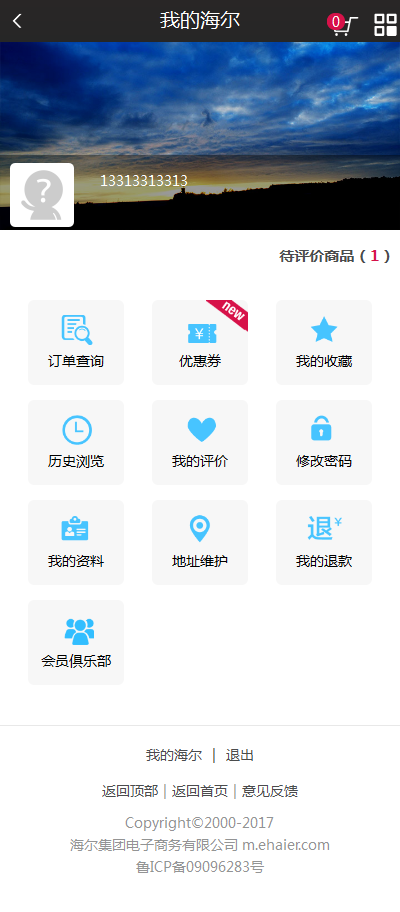 我的海尔
0
13313313313
待评价商品 ( 1 )
new
订单查询 优惠券 我的收藏
历史浏览 我的评价 修改密码
退¥
我的资料 地址维护 我的退款
会员俱乐部
我的海尔 | 退出
返回顶部 | 返回首页 | 意见反馈
Copyright©2000-2017
海尔集团电子商务有限公司 m.ehaier.com
鲁ICP备09096283号